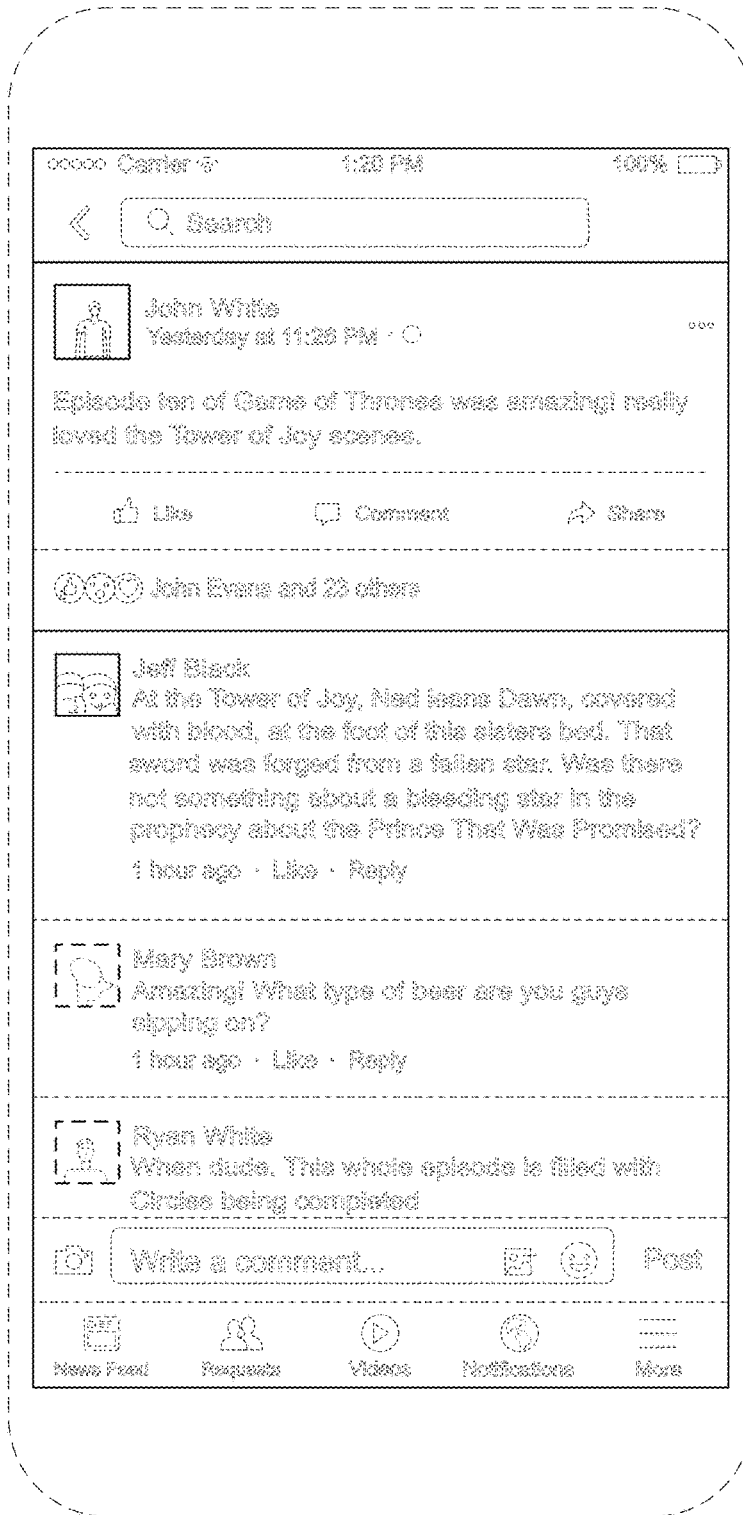 Carrier 1:20 PM 100%
Search
John White
Yesterday at 11:26 PM ·
Episode ten of Game of Thrones was amazing! really
loved the Tower of Joy scenes.
Like Comment Share
John Evans and 23 others
Jeff Black
At the Tower of Joy, Ned leans Dawn, covered
with blood, at the foot of this sisters bed. That
sword was forged from a fallen star. Was there
not something about a bleeding star in the
prophecy about the Prince That Was Promised?
1 hour ago · Like · Reply
Mary Brown
Amazing! What type of beer are you guys
sipping on?
1 hour ago · Like · Reply
Ryan White
When dude. This whole episode is filled with
Circles being completed
Write a comment... Post
News Feed Requests Videos Notifications More